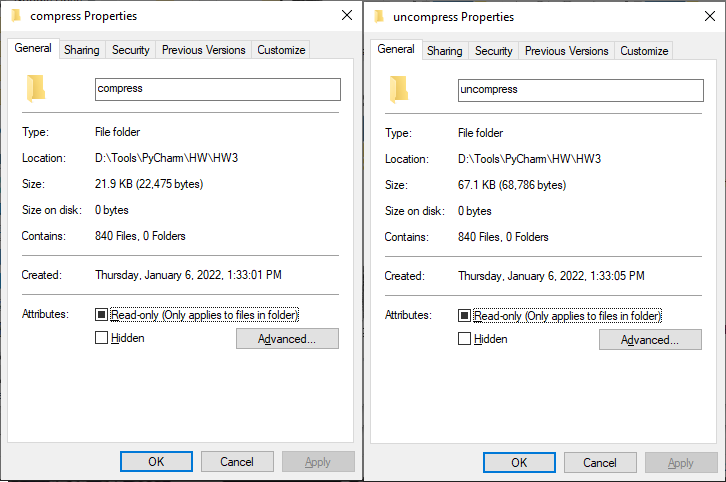 compress Properties
General Sharing Security Previous Versions Customize
compress
Type: File folder
Location: D:\Tools\PyCharm\HW\HW3
Size: 21.9 KB (22,475 bytes)
Size on disk: 0 bytes
Contains: 840 Files, 0 Folders
Created: Thursday, January 6, 2022, 1:33:01 PM
Attributes: Read-only (Only applies to files in folder)
Hidden Advanced...
OK Cancel Apply
uncompress Properties
General Sharing Security Previous Versions Customize
uncompress
Type: File folder
Location: D:\Tools\PyCharm\HW\HW3
Size: 67.1 KB (68,786 bytes)
Size on disk: 0 bytes
Contains: 840 Files, 0 Folders
Created: Thursday, January 6, 2022, 1:33:05 PM
Attributes: Read-only (Only applies to files in folder)
Hidden Advanced...
OK Cancel Apply